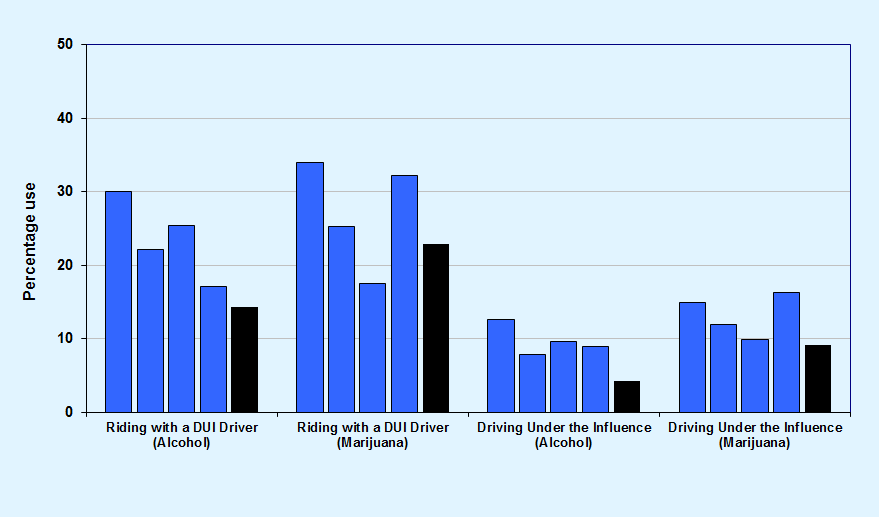 50
40
30
20
10
0
Percentage use
Riding with a DUI Driver
(Alcohol)
Riding with a DUI Driver
(Marijuana)
Driving Under the Influence
(Alcohol)
Driving Under the Influence
(Marijuana)